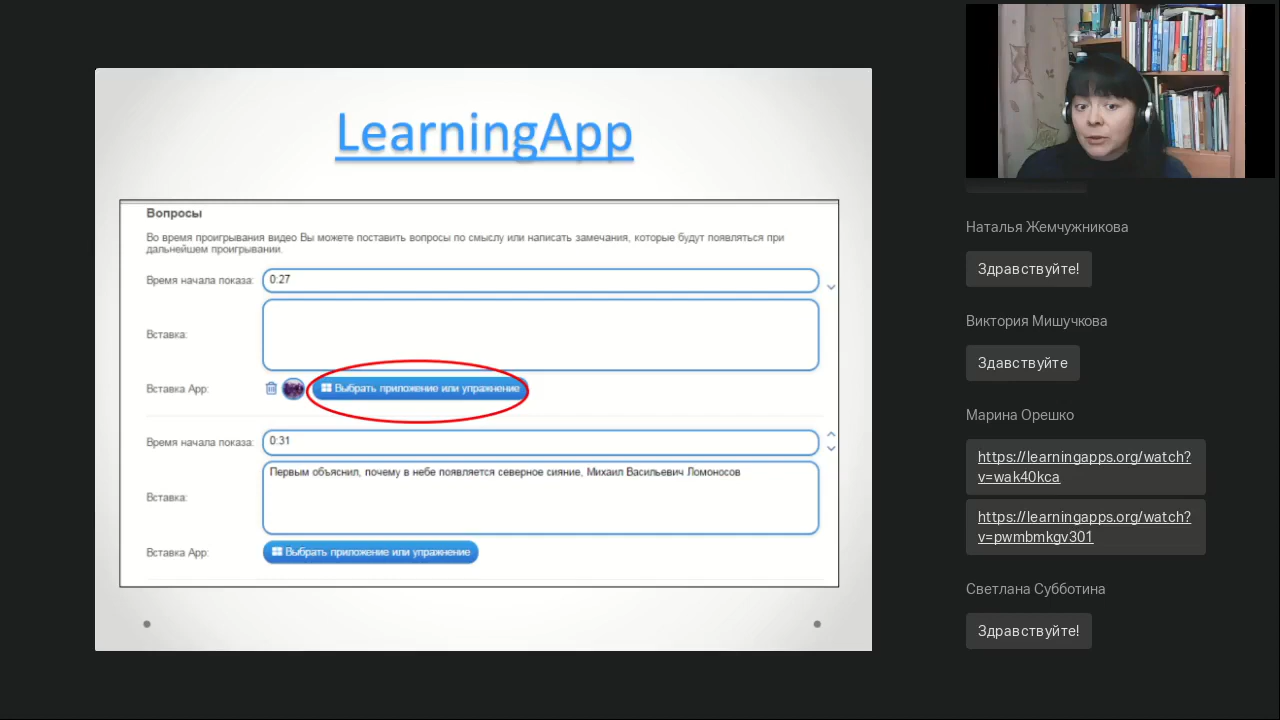 LearningApp
Вопросы
Во время проигрывания видео Вы можете поставить вопросы по смыслу или написать замечания, которые будут появляться при
дальнейшем проигрывании.
Время начала показа: 0:27
Вставка:
Вставка App: Выбрать приложение или упражнение
Время начала показа: 0:31
Вставка: Первым объяснил, почему в небе появляется северное сияние, Михаил Васильевич Ломоносов
Вставка App: Выбрать приложение или упражнение
Наталья Жемчужникова
Здравствуйте!
Виктория Мишучкова
Здавствуйте
Марина Орешко
https://learningapps.org/watch?
v=wak40kca
https://learningapps.org/watch?
v=pwmbmkgv301
Светлана Субботина
Здравствуйте!